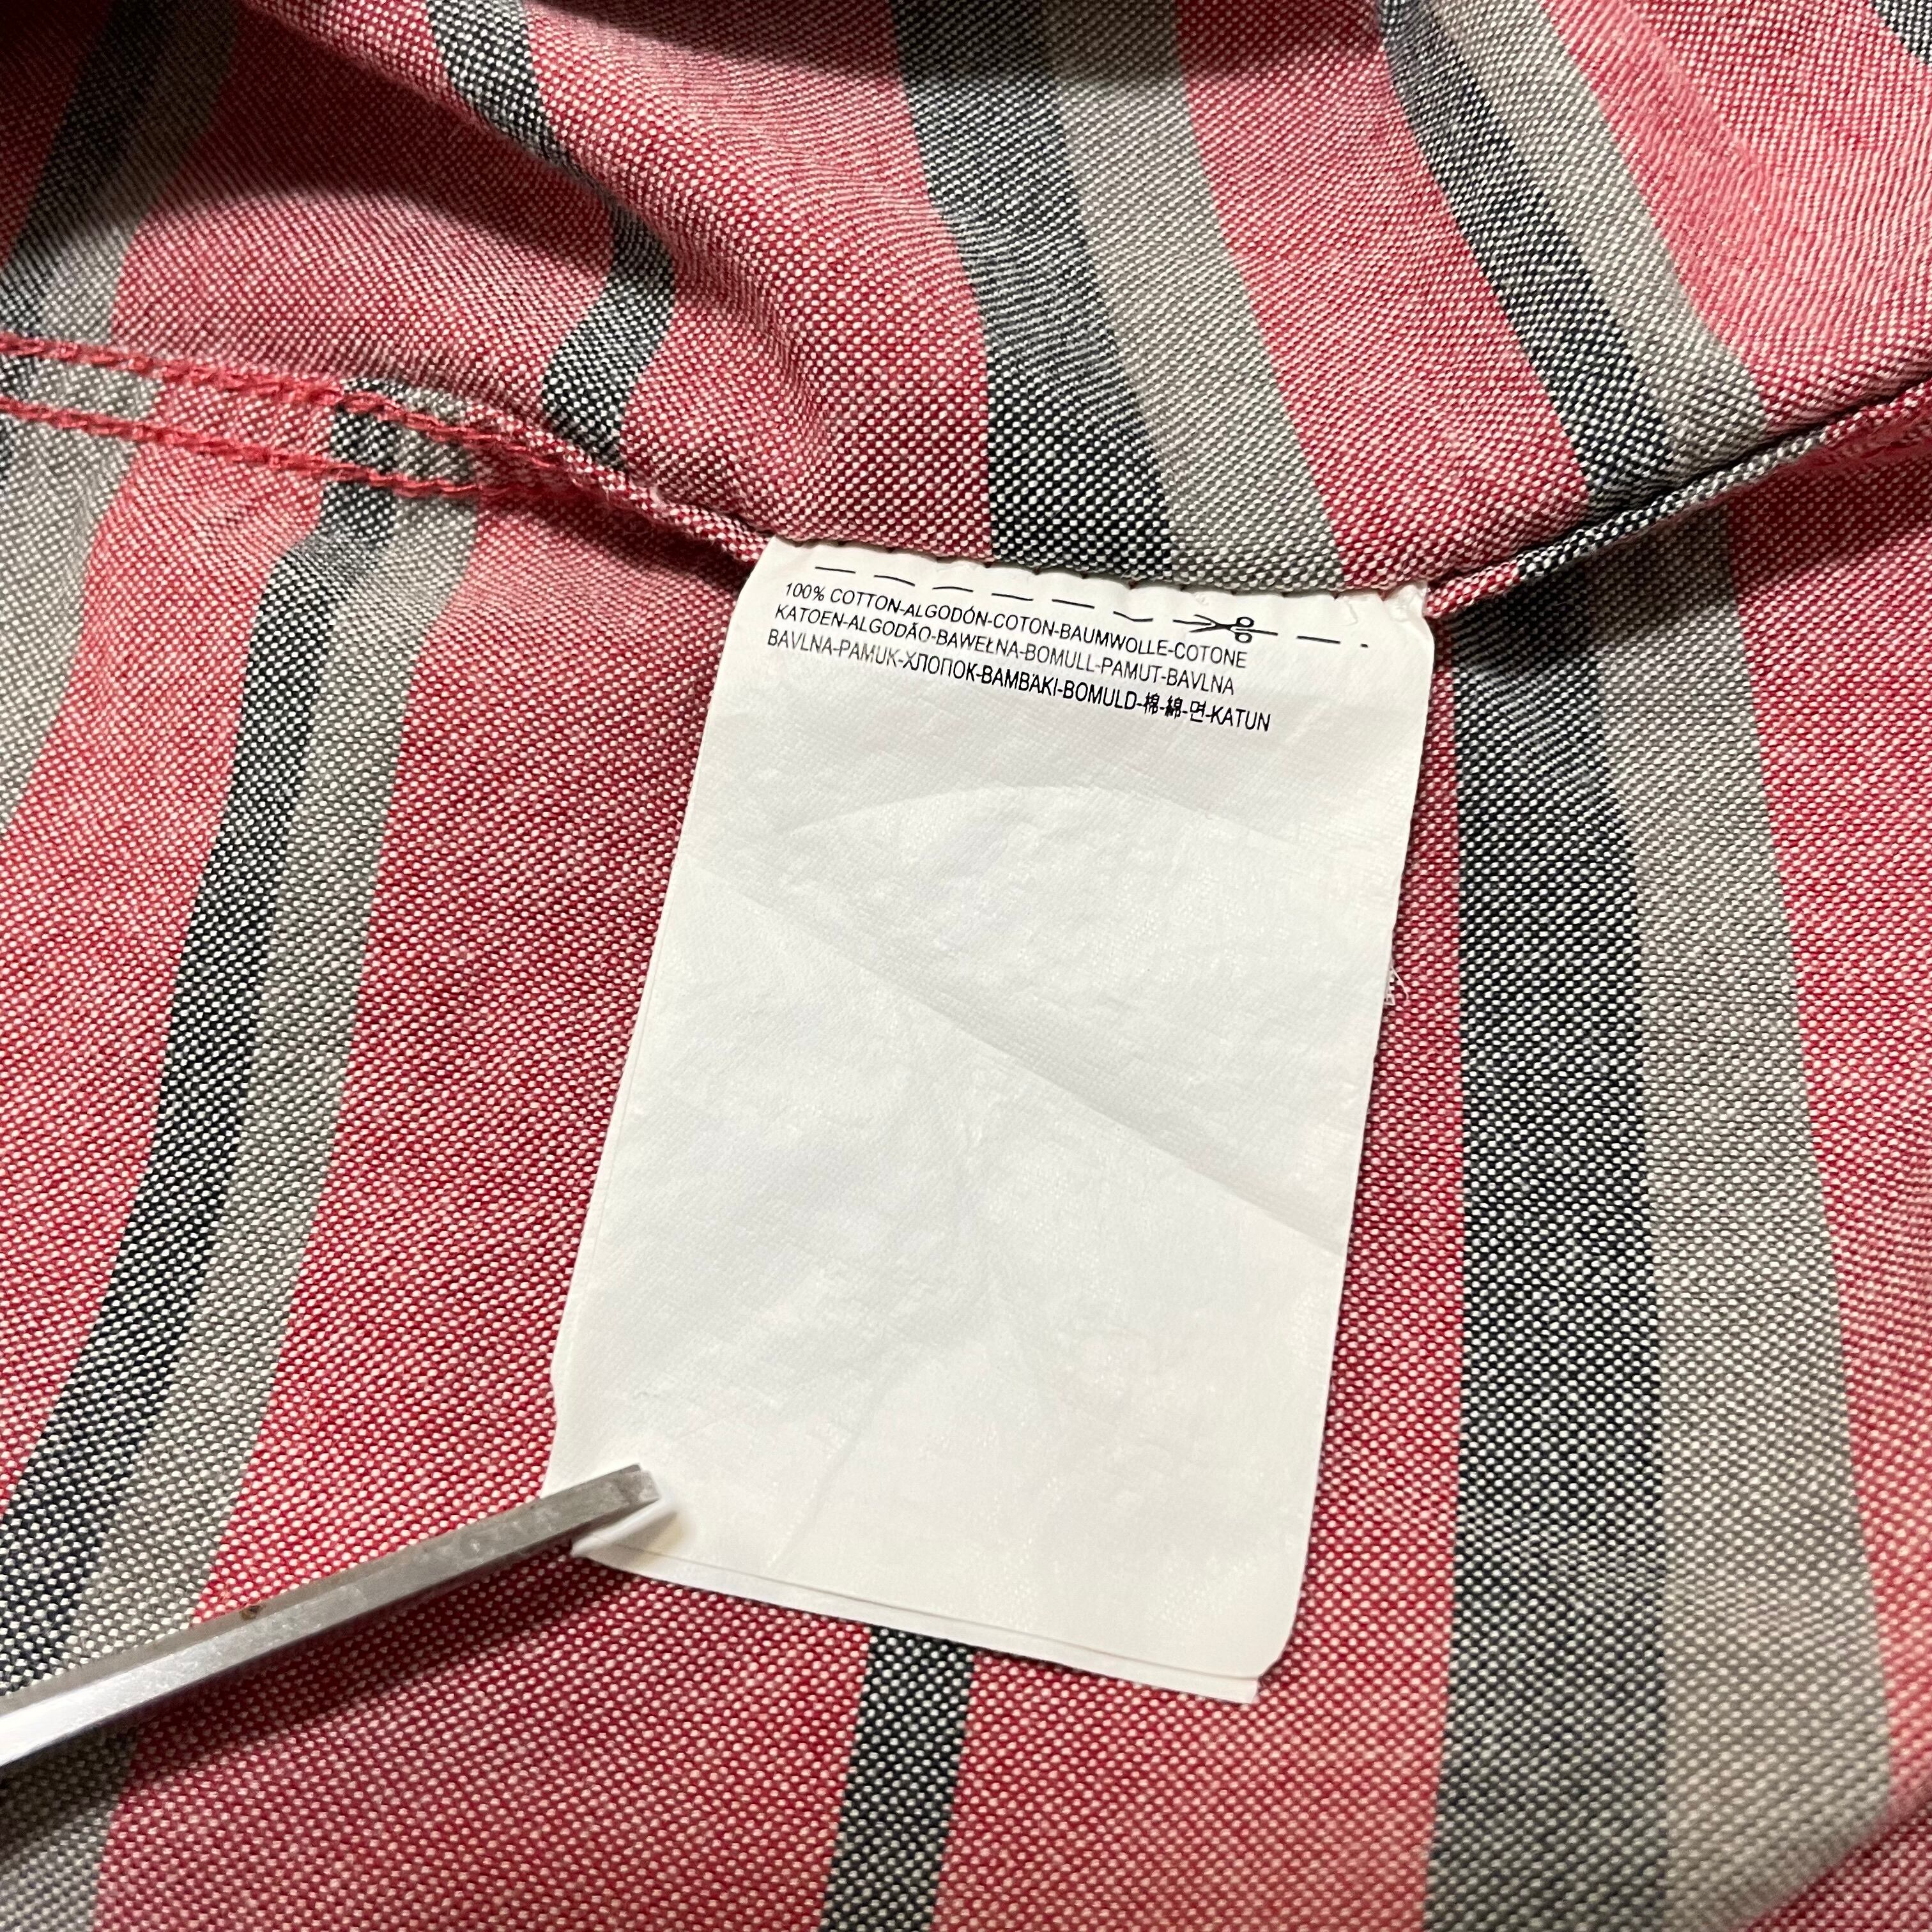 100% COTTON-ALGODÓN-COTON-BAUMWOLLE-COTONE
KATOEN-ALGODÃO-BAWEŁNA-BOMULL-PAMUT-BAVLNA
BAVLNA-PAMUK-ХЛОПОК-BAMBAKI-BOMULD-棉-綿-면-KATUN